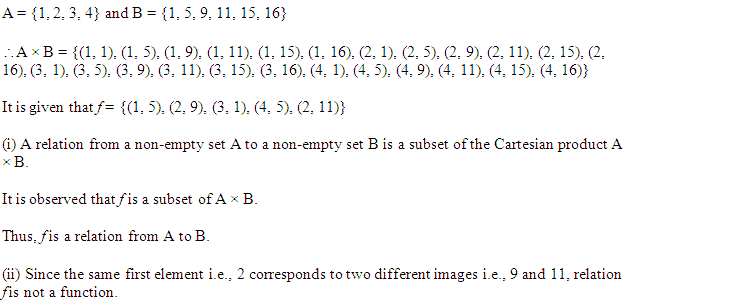 A = {1, 2, 3, 4} and B = {1, 5, 9, 11, 15, 16}
∴A × B = {(1, 1), (1, 5), (1, 9), (1, 11), (1, 15), (1, 16), (2, 1), (2, 5), (2, 9), (2, 11), (2, 15), (2,
16), (3, 1), (3, 5), (3, 9), (3, 11), (3, 15), (3, 16), (4, 1), (4, 5), (4, 9), (4, 11), (4, 15), (4, 16)}
It is given that f = {(1, 5), (2, 9), (3, 1), (4, 5), (2, 11)}
(i) A relation from a non-empty set A to a non-empty set B is a subset of the Cartesian product A
× B.
It is observed that f is a subset of A × B.
Thus, f is a relation from A to B.
(ii) Since the same first element i.e., 2 corresponds to two different images i.e., 9 and 11, relation
f is not a function.